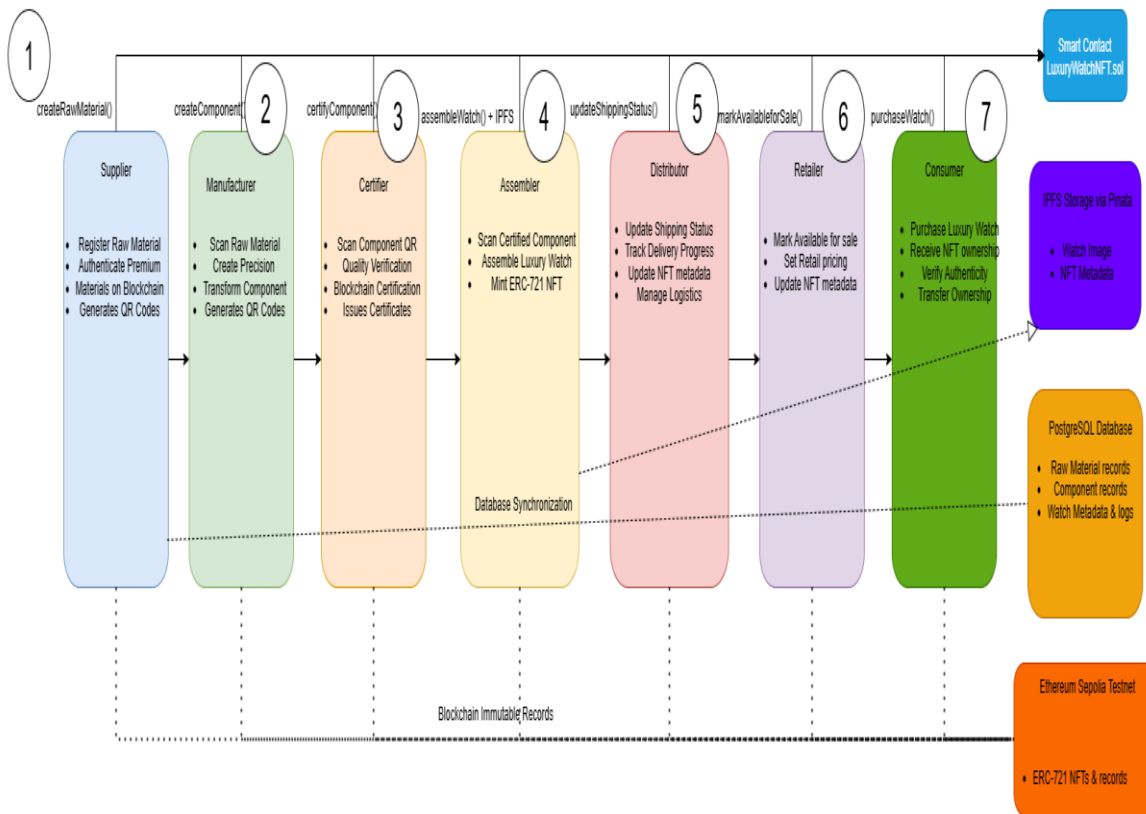 1
Smart Contact
LuxuryWatchNFT.sol
createRawMaterial()
createComponent()
2
certifyComponent()
3
assembleWatch() + IPFS
4
updateShippingStatus()
5
markAvailableforSale()
6
purchaseWatch()
7
Supplier
• Register Raw Material
• Authenticate Premium
• Materials on Blockchain
• Generates QR Codes
Manufacturer
• Scan Raw Material
• Create Precision
• Transform Component
• Generates QR Codes
Certifier
• Scan Component QR
• Quality Verification
• Blockchain Certification
• Issues Certificates
Assembler
• Scan Certified Component
• Assemble Luxury Watch
• Mint ERC-721 NFT
Distributor
• Update Shipping Status
• Track Delivery Progress
• Update NFT metadata
• Manage Logistics
Retailer
• Mark Available for sale
• Set Retail pricing
• Update NFT metadata
Consumer
• Purchase Luxury Watch
• Receive NFT ownership
• Verify Authenticity
• Transfer Ownership
IPFS Storage via Pinata
• Watch Image
• NFT Metadata
PostgreSQL Database
• Raw Material records
• Component records
• Watch Metadata & logs
Database Synchronization
Ethereum Sepolia Testnet
• ERC-721 NFTs & records
Blockchain Immutable Records